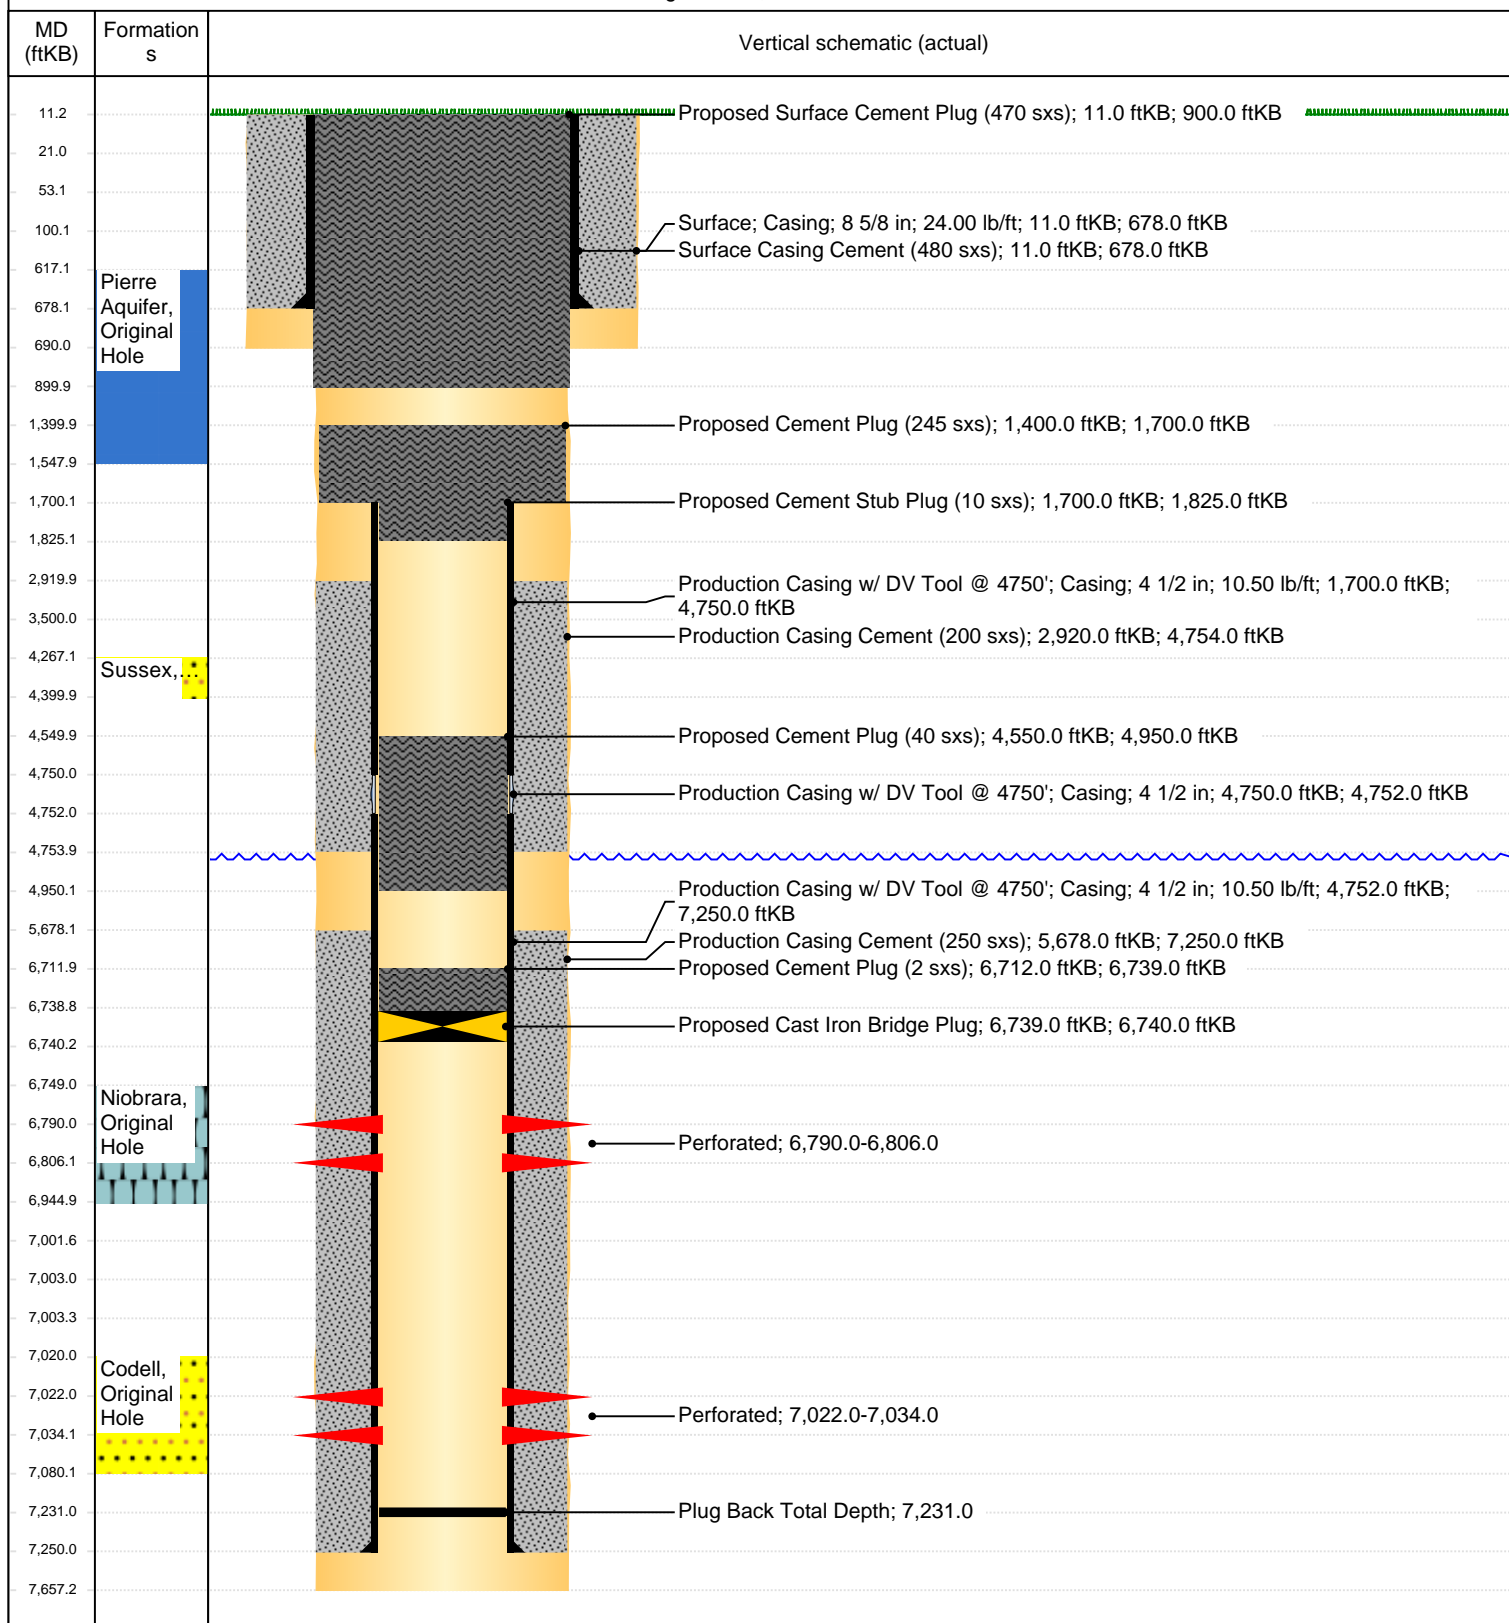 MD
(ftKB)
Formation
s
Vertical schematic (actual)
11.2
Proposed Surface Cement Plug (470 sxs); 11.0 ftKB; 900.0 ftKB
21.0
53.1
Surface; Casing; 8 5/8 in; 24.00 lb/ft; 11.0 ftKB; 678.0 ftKB
100.1
Surface Casing Cement (480 sxs); 11.0 ftKB; 678.0 ftKB
617.1
Pierre
Aquifer,
Original
Hole
678.1
690.0
899.9
1,399.9
Proposed Cement Plug (245 sxs); 1,400.0 ftKB; 1,700.0 ftKB
1,547.9
1,700.1
Proposed Cement Stub Plug (10 sxs); 1,700.0 ftKB; 1,825.0 ftKB
1,825.1
2,919.9
Production Casing w/ DV Tool @ 4750'; Casing; 4 1/2 in; 10.50 lb/ft; 1,700.0 ftKB;
4,750.0 ftKB
3,500.0
Production Casing Cement (200 sxs); 2,920.0 ftKB; 4,754.0 ftKB
4,267.1
Sussex,...
4,399.9
4,549.9
Proposed Cement Plug (40 sxs); 4,550.0 ftKB; 4,950.0 ftKB
4,750.0
Production Casing w/ DV Tool @ 4750'; Casing; 4 1/2 in; 4,750.0 ftKB; 4,752.0 ftKB
4,752.0
4,753.9
4,950.1
Production Casing w/ DV Tool @ 4750'; Casing; 4 1/2 in; 10.50 lb/ft; 4,752.0 ftKB;
7,250.0 ftKB
5,678.1
Production Casing Cement (250 sxs); 5,678.0 ftKB; 7,250.0 ftKB
6,711.9
Proposed Cement Plug (2 sxs); 6,712.0 ftKB; 6,739.0 ftKB
6,738.8
Proposed Cast Iron Bridge Plug; 6,739.0 ftKB; 6,740.0 ftKB
6,740.2
6,749.0
Niobrara,
Original
Hole
6,790.0
Perforated; 6,790.0-6,806.0
6,806.1
6,944.9
7,001.6
7,003.0
7,003.3
7,020.0
Codell,
Original
Hole
7,022.0
Perforated; 7,022.0-7,034.0
7,034.1
7,080.1
7,231.0
Plug Back Total Depth; 7,231.0
7,250.0
7,657.2